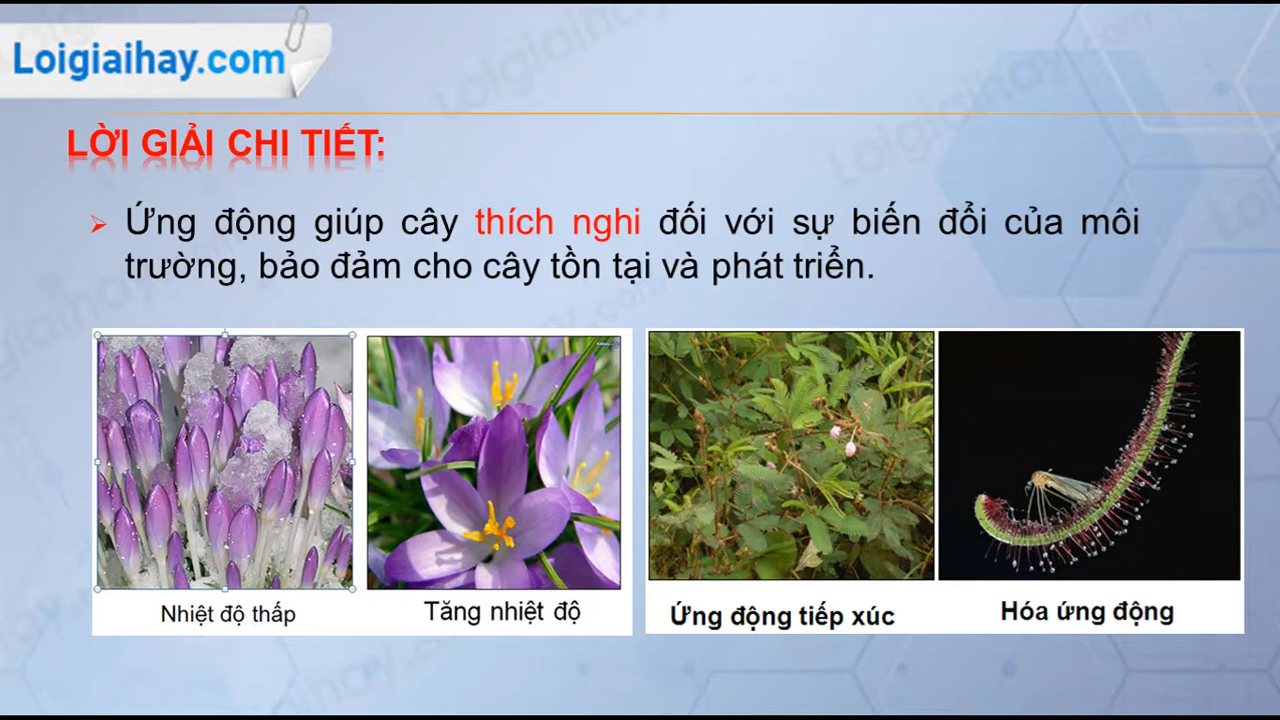 Loigiaihay.com
LỜI GIẢI CHI TIẾT:
Ứng động giúp cây thích nghi đối với sự biến đổi của môi
trường, bảo đảm cho cây tồn tại và phát triển.
Nhiệt độ thấp
Tăng nhiệt độ
Ứng động tiếp xúc
Hóa ứng động